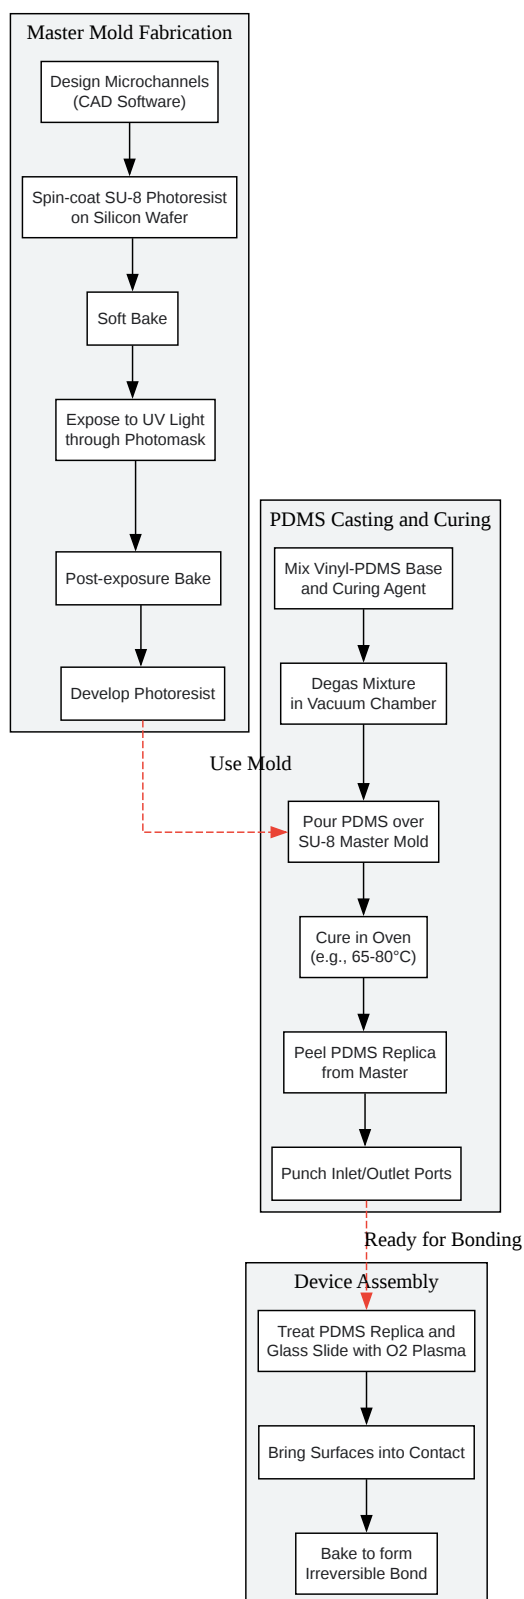 Master Mold Fabrication
Design Microchannels
(CAD Software)
Spin-coat SU-8 Photoresist
on Silicon Wafer
Soft Bake
Expose to UV Light
through Photomask
Post-exposure Bake
Develop Photoresist
Use Mold
PDMS Casting and Curing
Mix Vinyl-PDMS Base
and Curing Agent
Degas Mixture
in Vacuum Chamber
Pour PDMS over
SU-8 Master Mold
Cure in Oven
(e.g., 65-80°C)
Peel PDMS Replica
from Master
Punch Inlet/Outlet Ports
Ready for Bonding
Device Assembly
Treat PDMS Replica and
Glass Slide with O2 Plasma
Bring Surfaces into Contact
Bake to form
Irreversible Bond